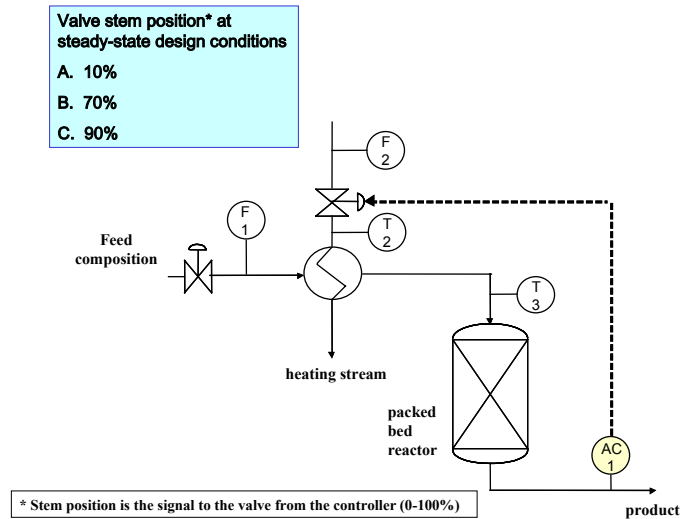 Valve stem position* at
steady-state design conditions
A. 10%
B. 70%
C. 90%
F
2
F
1
T
2
Feed
composition
T
3
heating stream
packed
bed
reactor
AC
1
* Stem position is the signal to the valve from the controller (0-100%)
product